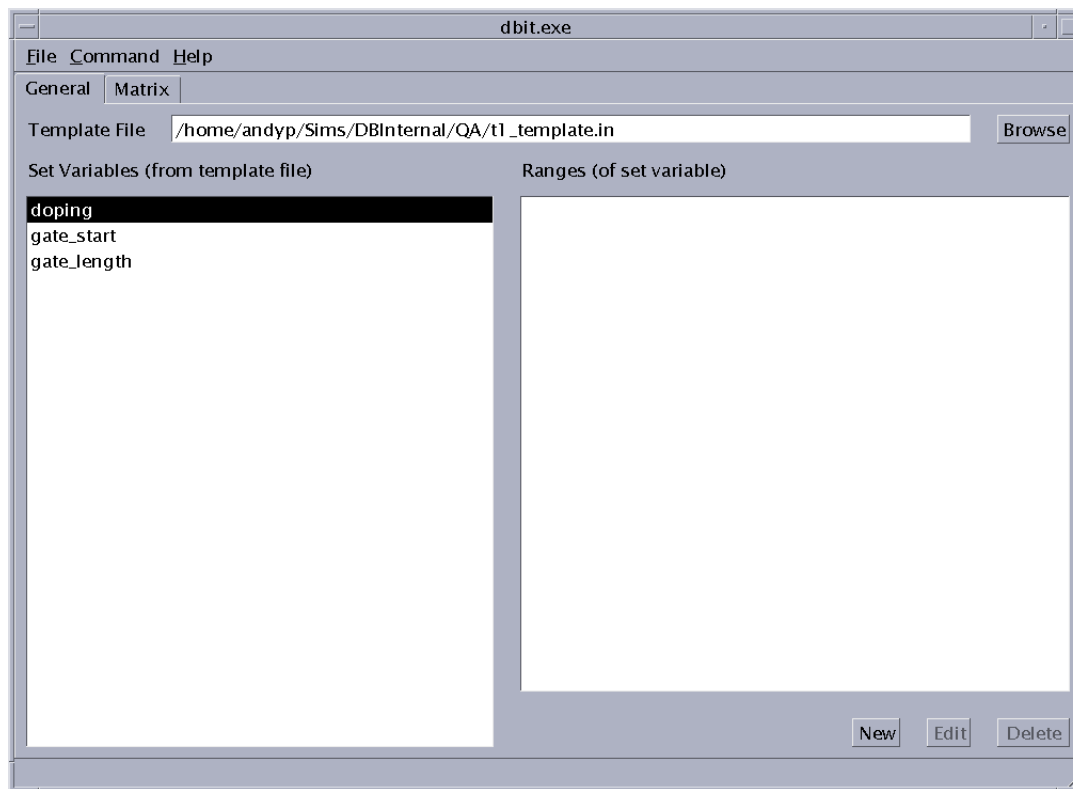 dbit.exe
File Command Help
General Matrix
Template File /home/andyp/Sims/DBInternal/QA/t1_template.in Browse
Set Variables (from template file) Ranges (of set variable)
doping
gate_start
gate_length
New Edit Delete